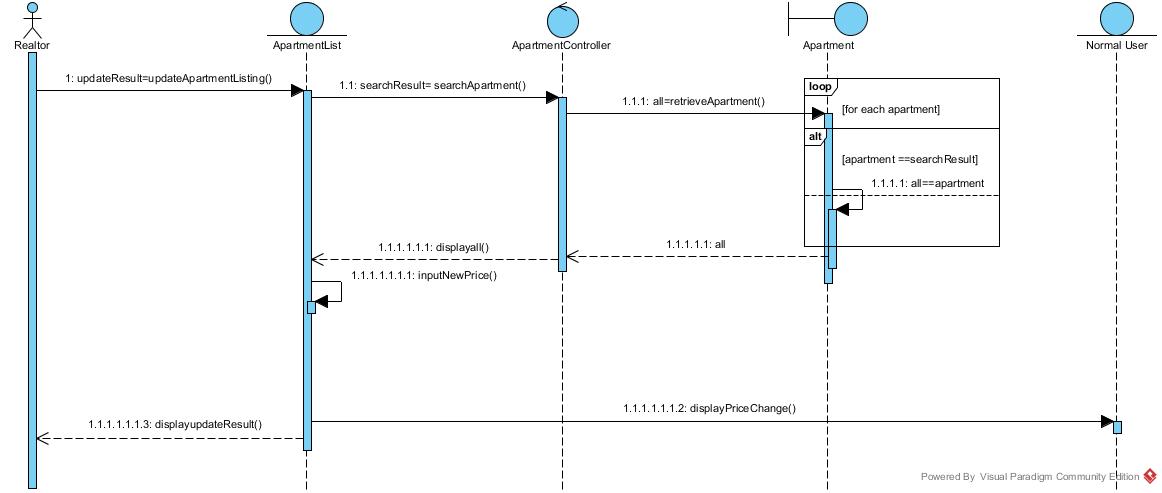 Realtor
ApartmentList
ApartmentController
Apartment
Normal User
1: updateResult=updateApartmentListing()
1.1: searchResult= searchApartment()
1.1.1: all=retrieveApartment()
loop
[for each apartment]
alt
[apartment ==searchResult]
1.1.1.1: all==apartment
1.1.1.1.1: all
1.1.1.1.1.1: displayall()
1.1.1.1.1.1.1: inputNewPrice()
1.1.1.1.1.1.2: displayPriceChange()
1.1.1.1.1.1.3: displayupdateResult()
Powered By Visual Paradigm Community Edition